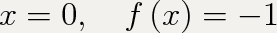 x = 0, f (x) = −1